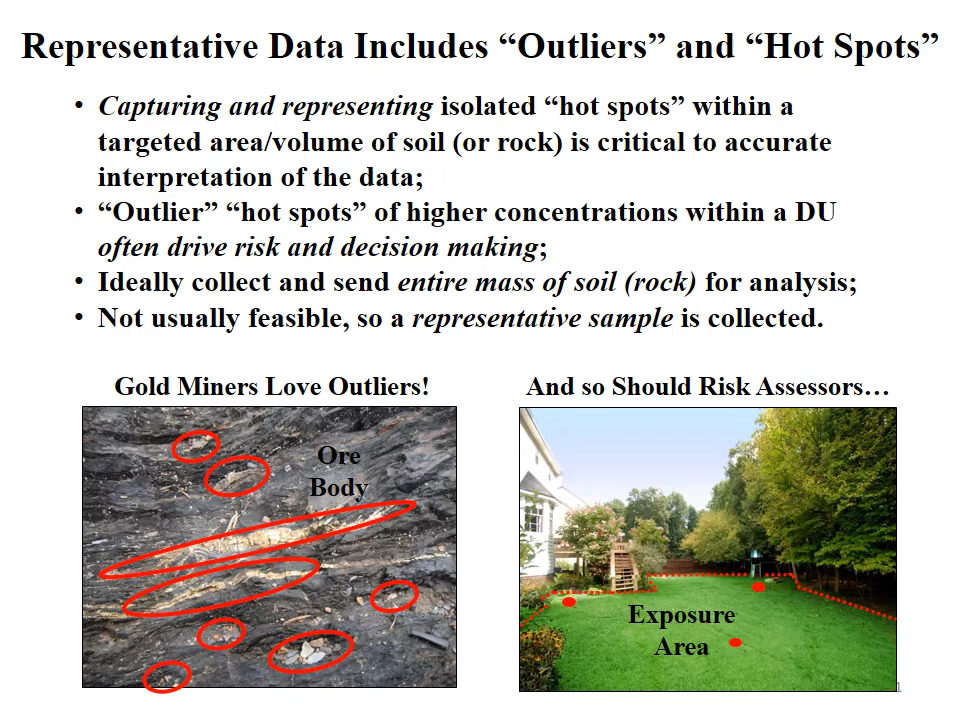 Representative Data Includes “Outliers” and “Hot Spots”
• Capturing and representing isolated “hot spots” within a
targeted area/volume of soil (or rock) is critical to accurate
interpretation of the data;
• “Outlier” “hot spots” of higher concentrations within a DU
often drive risk and decision making;
• Ideally collect and send entire mass of soil (rock) for analysis;
• Not usually feasible, so a representative sample is collected.
Gold Miners Love Outliers!
Ore
Body
And so Should Risk Assessors…
Exposure
Area